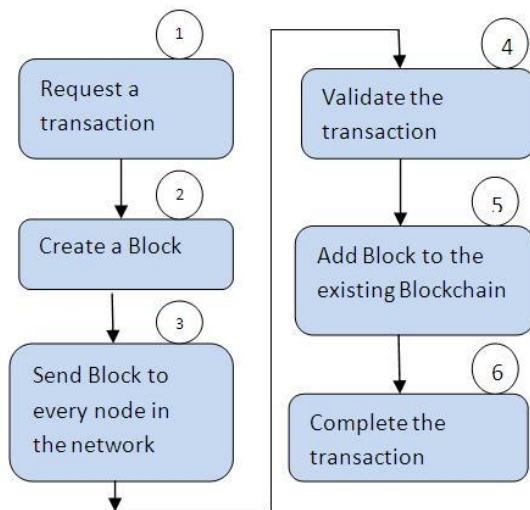 1
Request a
transaction
2
Create a Block
3
Send Block to
every node in
the network
4
Validate the
transaction
5
Add Block to the
existing Blockchain
6
Complete the
transaction